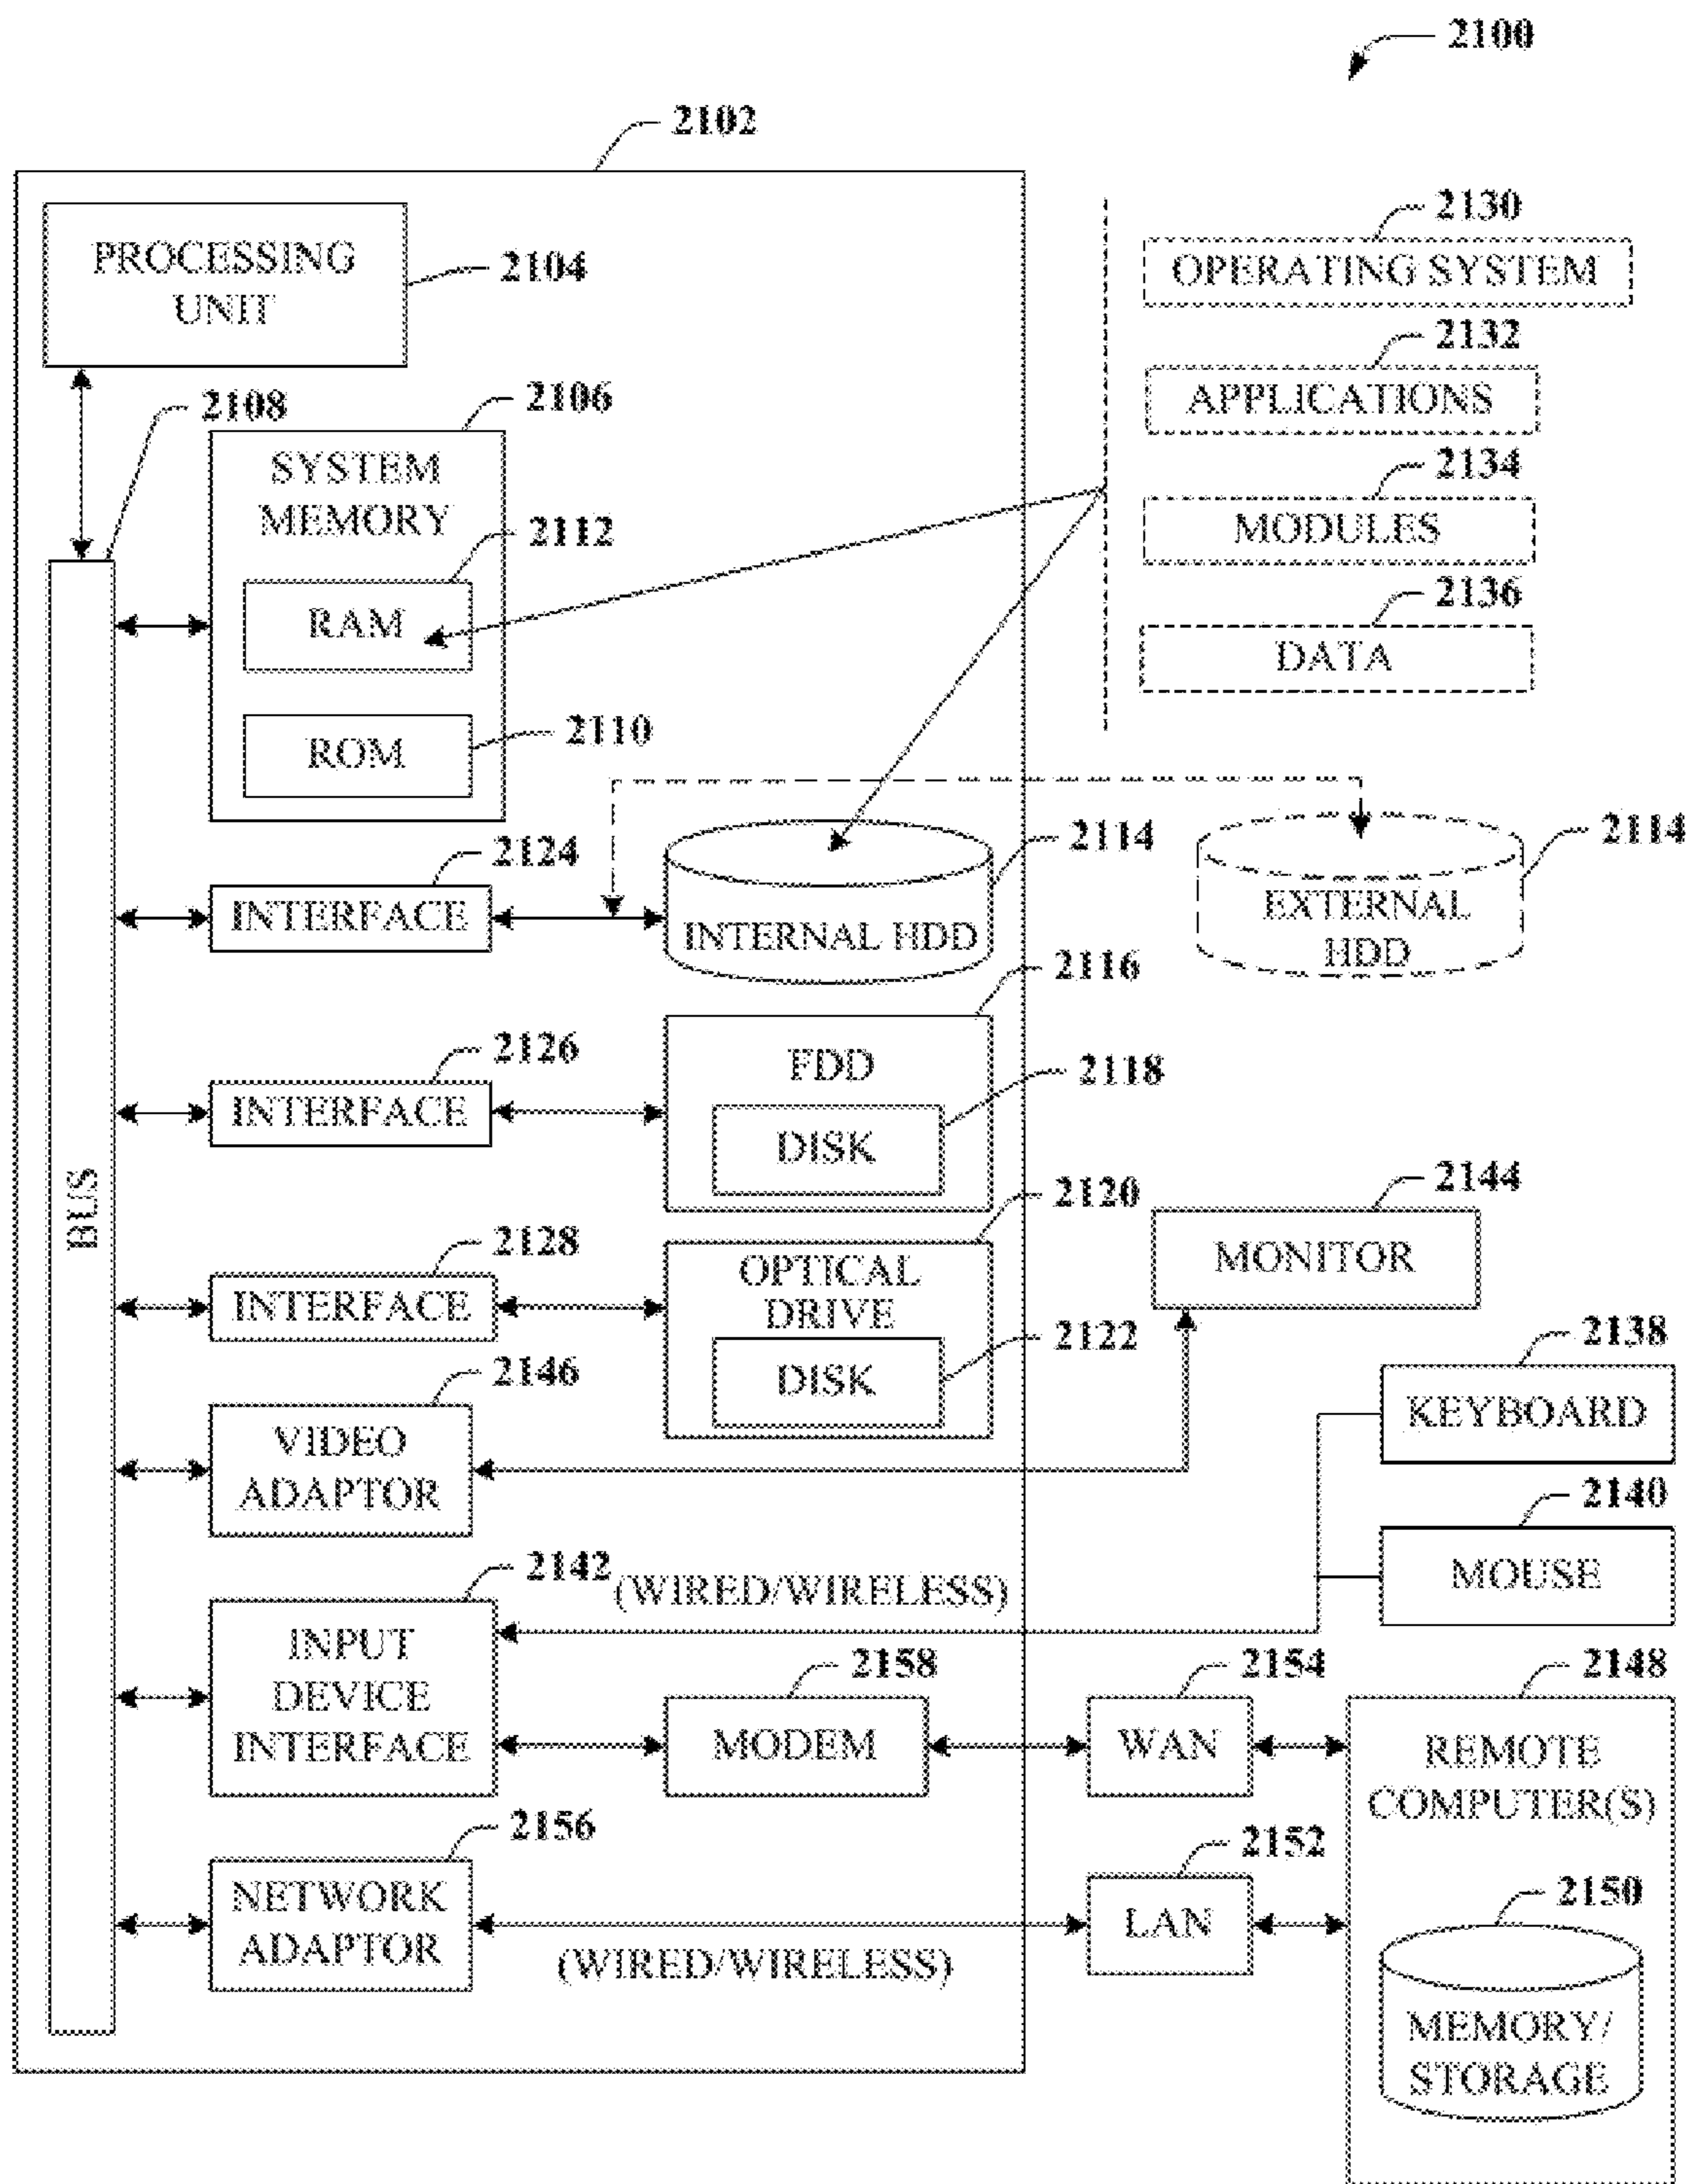 2100
2102
PROCESSING
UNIT
2104
2130
OPERATING SYSTEM
2132
APPLICATIONS
2134
MODULES
2136
DATA
2108
2106
SYSTEM
MEMORY
2112
RAM
2110
ROM
2124
INTERFACE
2114
INTERNAL HDD
2114
EXTERNAL
HDD
2116
2126
INTERFACE
FDD
2118
DISK
BUS
2120
2128
INTERFACE
OPTICAL
DRIVE
2122
DISK
2144
MONITOR
2146
VIDEO
ADAPTOR
2138
KEYBOARD
2140
MOUSE
2142
(WIRED/WIRELESS)
INPUT
DEVICE
INTERFACE
2158
MODEM
2154
WAN
2148
REMOTE
COMPUTER(S)
2156
NETWORK
ADAPTOR
(WIRED/WIRELESS)
2152
LAN
2150
MEMORY/
STORAGE